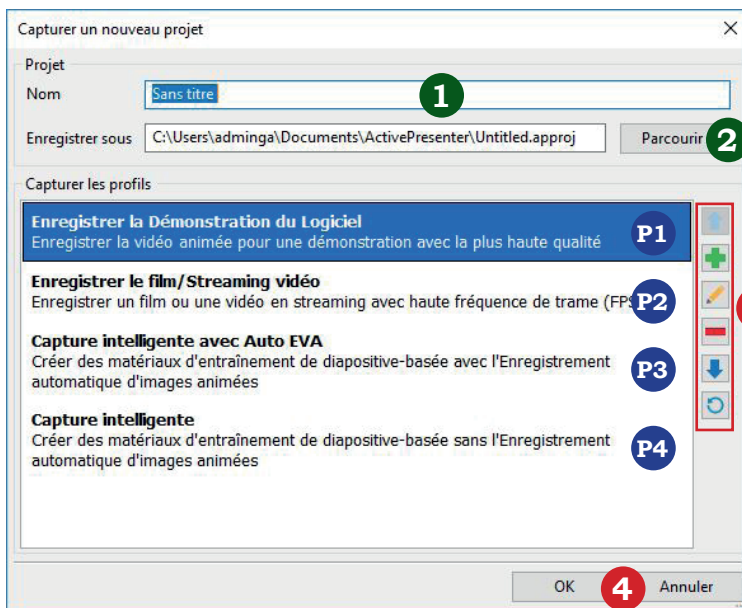 Capturer un nouveau projet
Projet
Nom
Sans titre
1
Enregistrer sous
C:\Users\adminga\Documents\ActivePresenter\Untitled.approj
Parcourir
2
Capturer les profils
Enregistrer la Démonstration du Logiciel
Enregistrer la vidéo animée pour une démonstration avec la plus haute qualité
P1
Enregistrer le film/Streaming vidéo
Enregistrer un film ou une vidéo en streaming avec haute fréquence de trame (FPS
P2
Capture intelligente avec Auto EVA
Créer des matériaux d'entraînement de diapositive-basée avec l'Enregistrement
automatique d'images animées
P3
Capture intelligente
Créer des matériaux d'entraînement de diapositive-basée sans l'Enregistrement
automatique d'images animées
P4
OK
4
Annuler